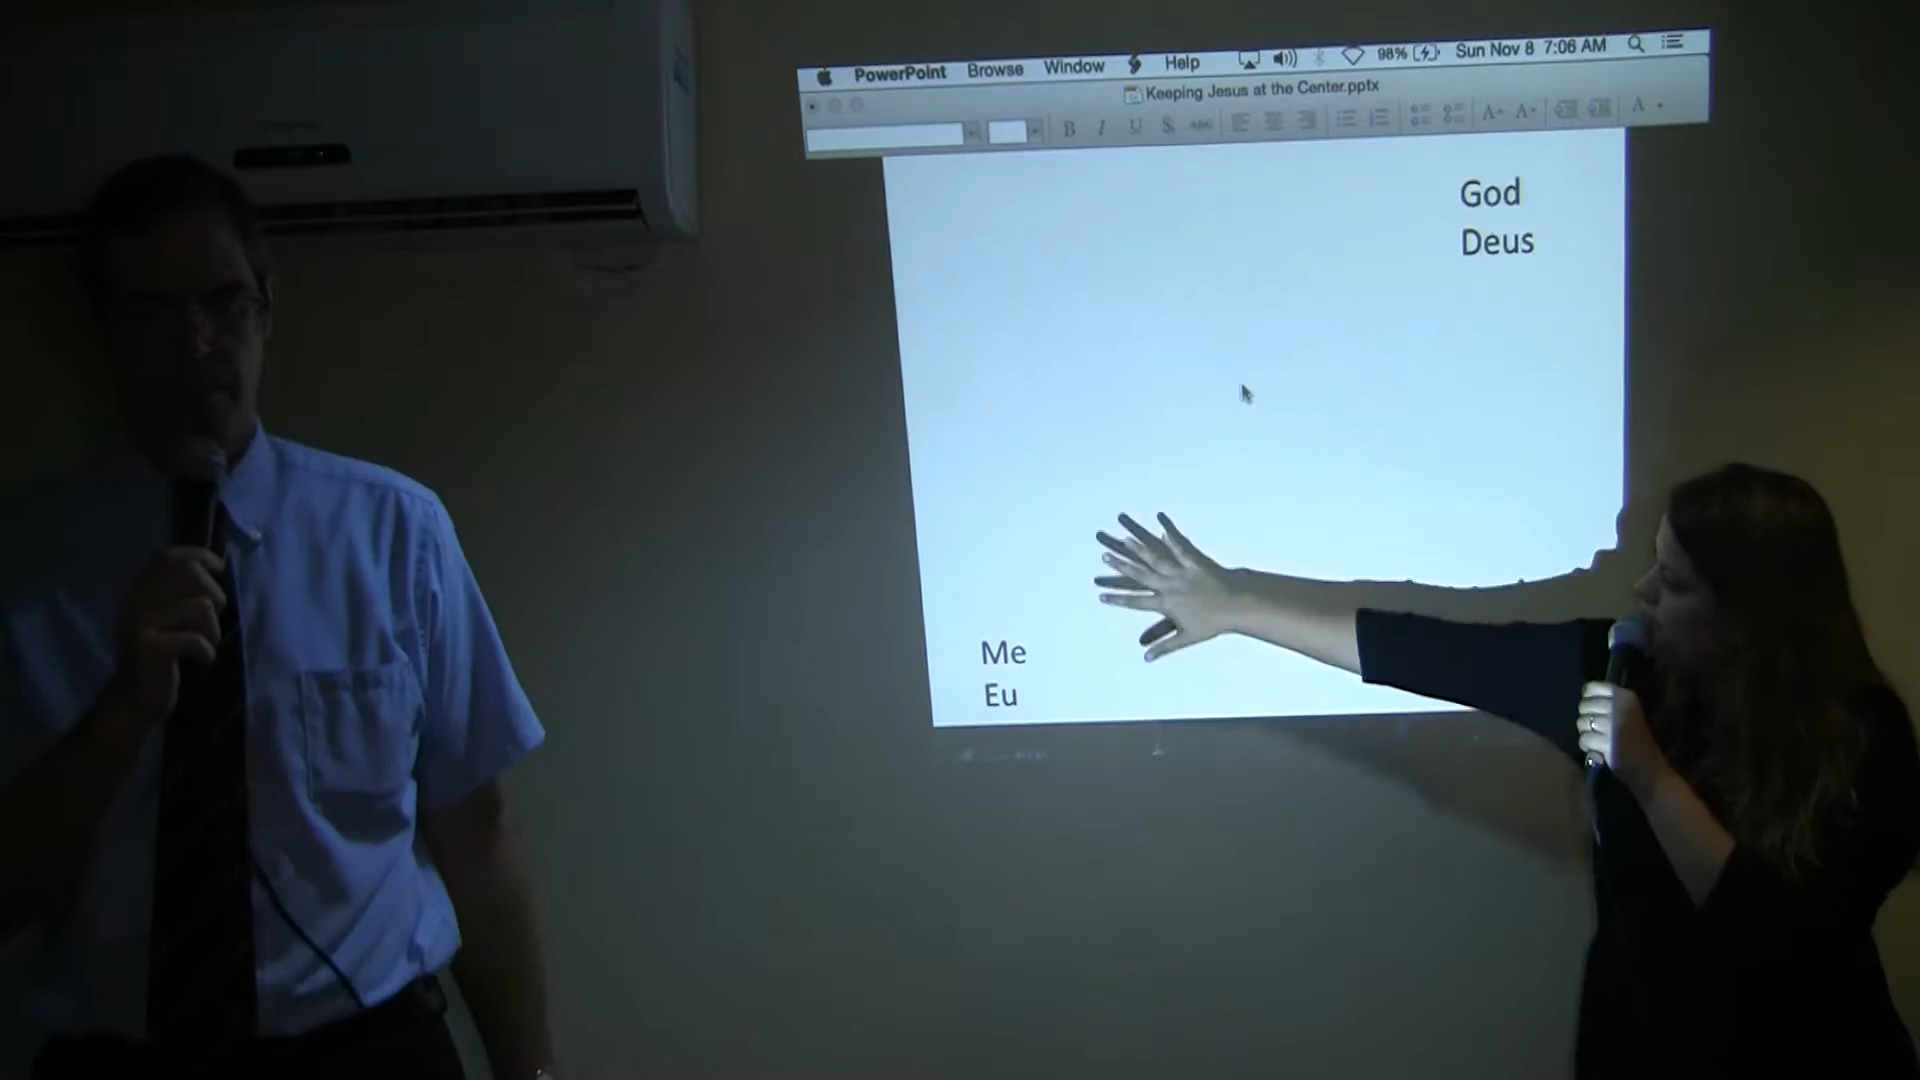 PowerPoint Browse Window Help 98% Sun Nov 8 7:06 AM
Keeping Jesus at the Center.pptx
B I U S ABC A A A
God
Deus
Me
Eu